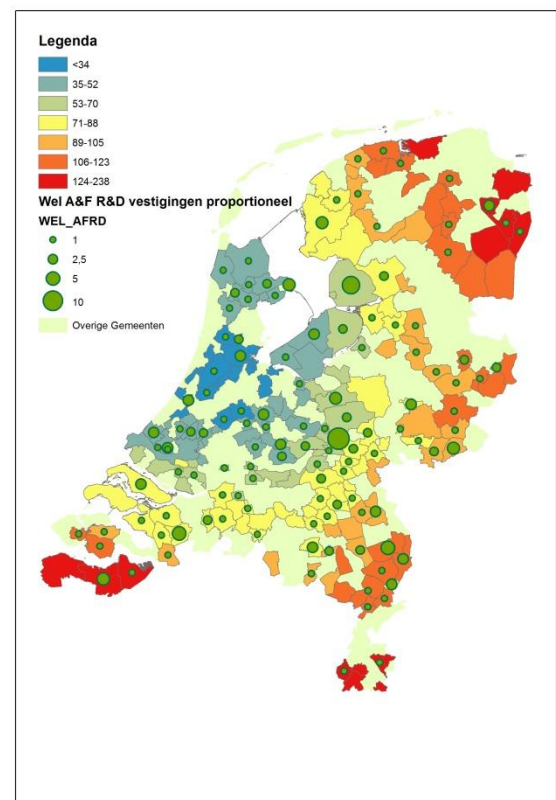 Legenda
<34
35-52
53-70
71-88
89-105
106-123
124-238
Wel A&F R&D vestigingen proportioneel
WEL_AFRD
1
2,5
5
10
Overige Gemeenten